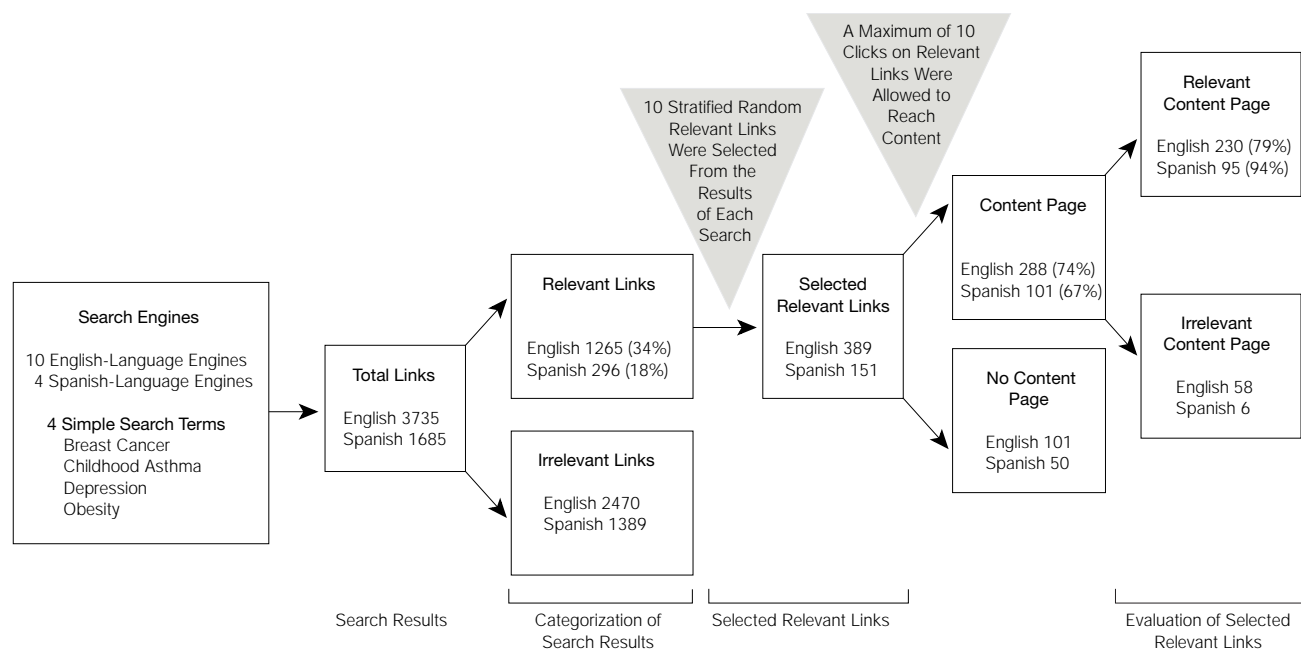 Search Engines
10 English-Language Engines
4 Spanish-Language Engines
4 Simple Search Terms
Breast Cancer
Childhood Asthma
Depression
Obesity
Total Links
English 3735
Spanish 1685
Relevant Links
English 1265 (34%)
Spanish 296 (18%)
Irrelevant Links
English 2470
Spanish 1389
10 Stratified Random
Relevant Links
Were Selected
From the
Results
of Each
Search
Selected
Relevant Links
English 389
Spanish 151
A Maximum of 10
Clicks on Relevant
Links Were
Allowed to
Reach
Content
Content Page
English 288 (74%)
Spanish 101 (67%)
No Content
Page
English 101
Spanish 50
Relevant
Content Page
English 230 (79%)
Spanish 95 (94%)
Irrelevant
Content Page
English 58
Spanish 6
Search Results
Categorization of
Search Results
Selected Relevant Links
Evaluation of Selected
Relevant Links